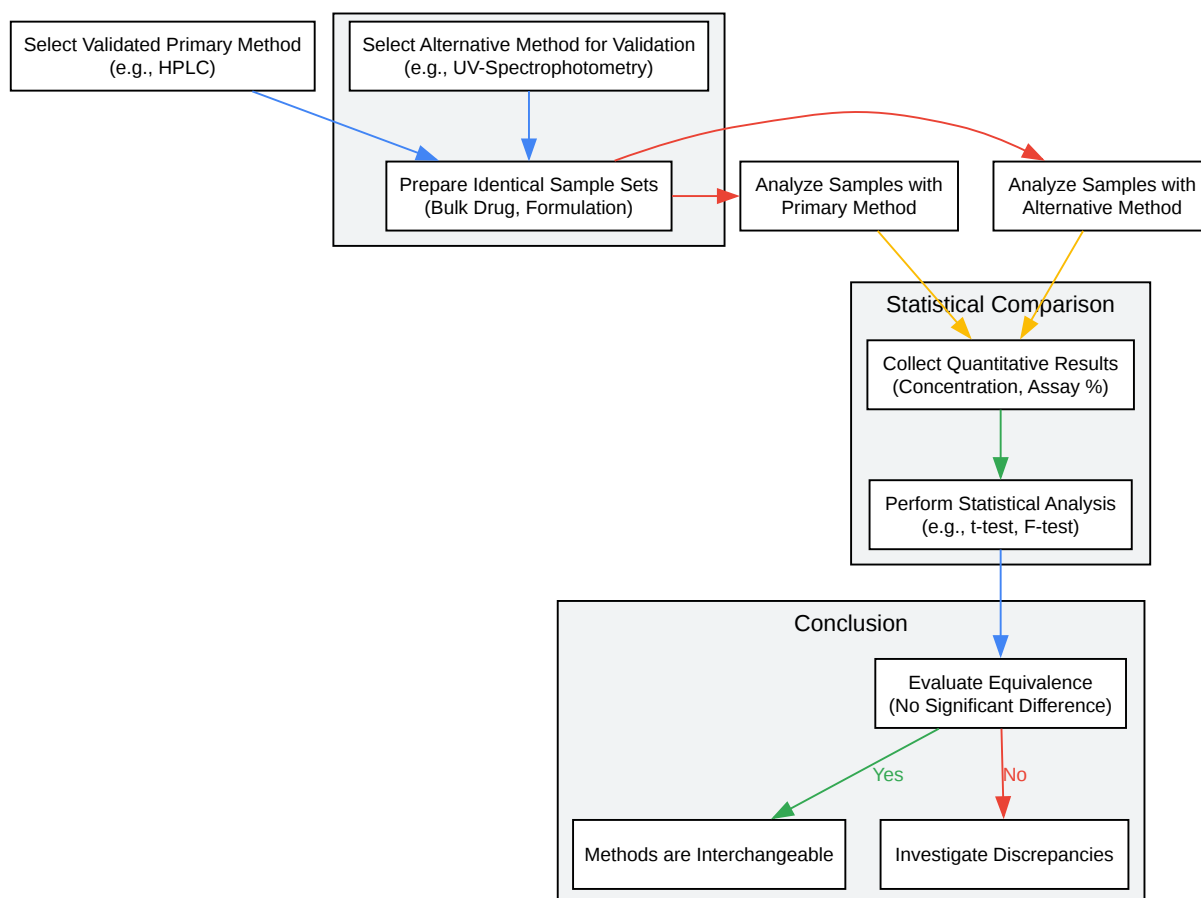 Select Validated Primary Method
(e.g., HPLC)
Select Alternative Method for Validation
(e.g., UV-Spectrophotometry)
Prepare Identical Sample Sets
(Bulk Drug, Formulation)
Analyze Samples with
Primary Method
Analyze Samples with
Alternative Method
Statistical Comparison
Collect Quantitative Results
(Concentration, Assay %)
Perform Statistical Analysis
(e.g., t-test, F-test)
Conclusion
Evaluate Equivalence
(No Significant Difference)
Yes
No
Methods are Interchangeable
Investigate Discrepancies